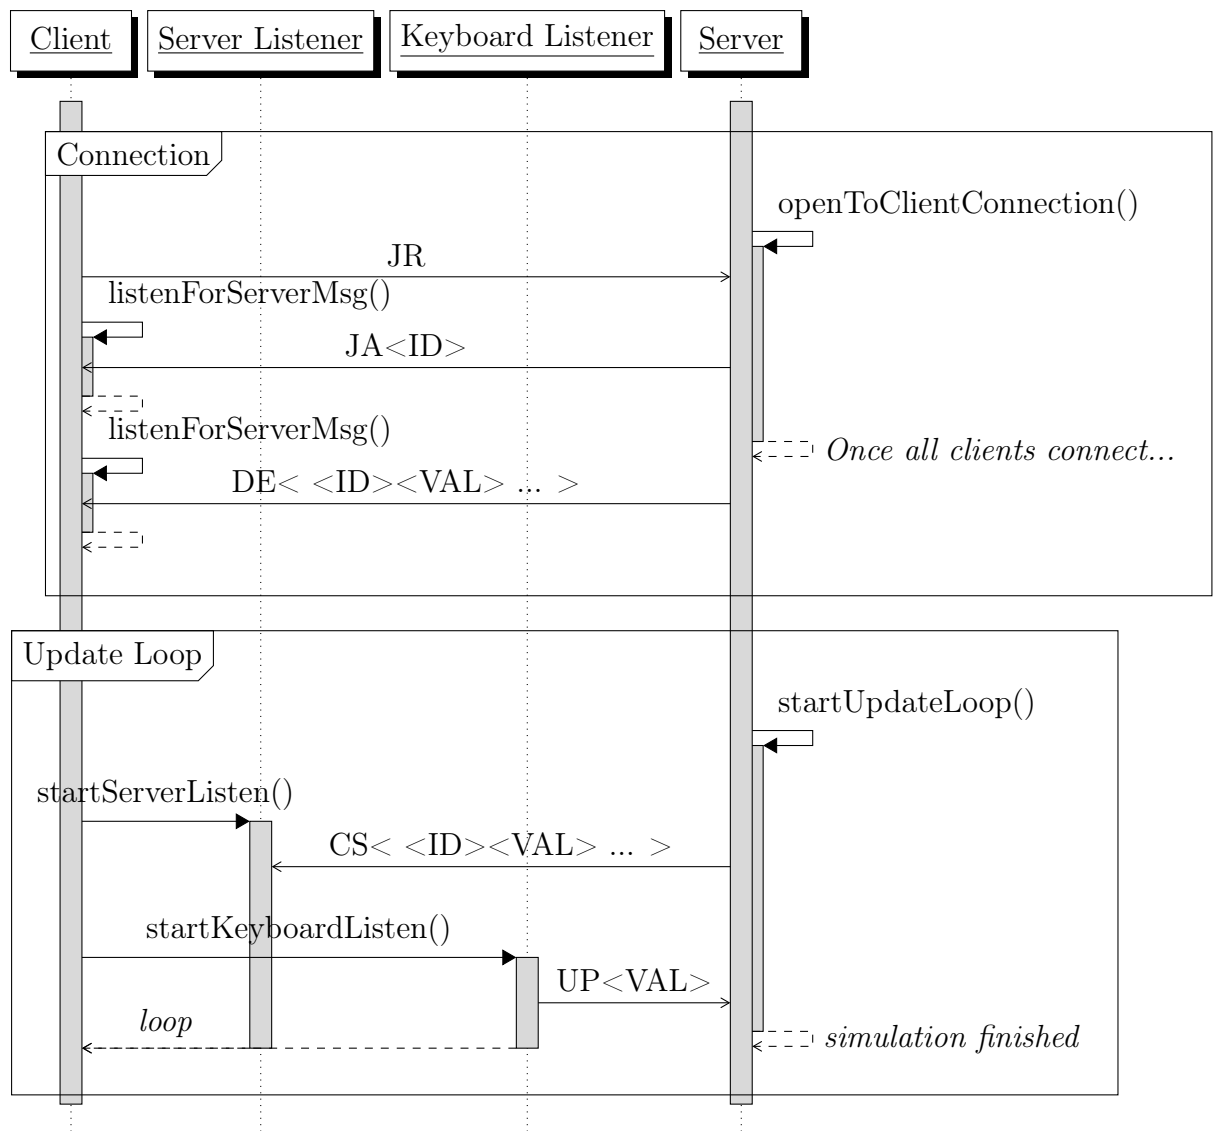 Client
Server Listener
Keyboard Listener
Server
Connection
openToClientConnection()
JR
listenForServerMsg()
JA<ID>
listenForServerMsg()
Once all clients connect...
DE< <ID><VAL> ... >
Update Loop
startUpdateLoop()
startServerListen()
CS< <ID><VAL> ... >
startKeyboardListen()
UP<VAL>
loop
simulation finished